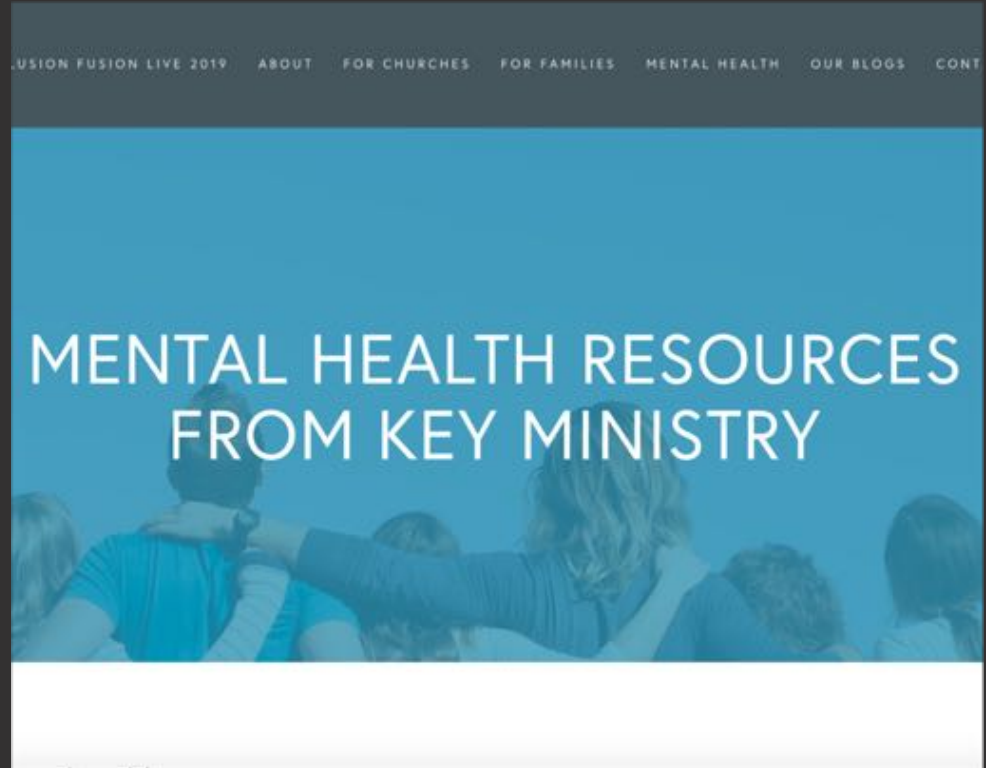 LUSION FUSION LIVE 2019 ABOUT FOR CHURCHES FOR FAMILIES MENTAL HEALTH OUR BLOGS CONT
MENTAL HEALTH RESOURCES
FROM KEY MINISTRY